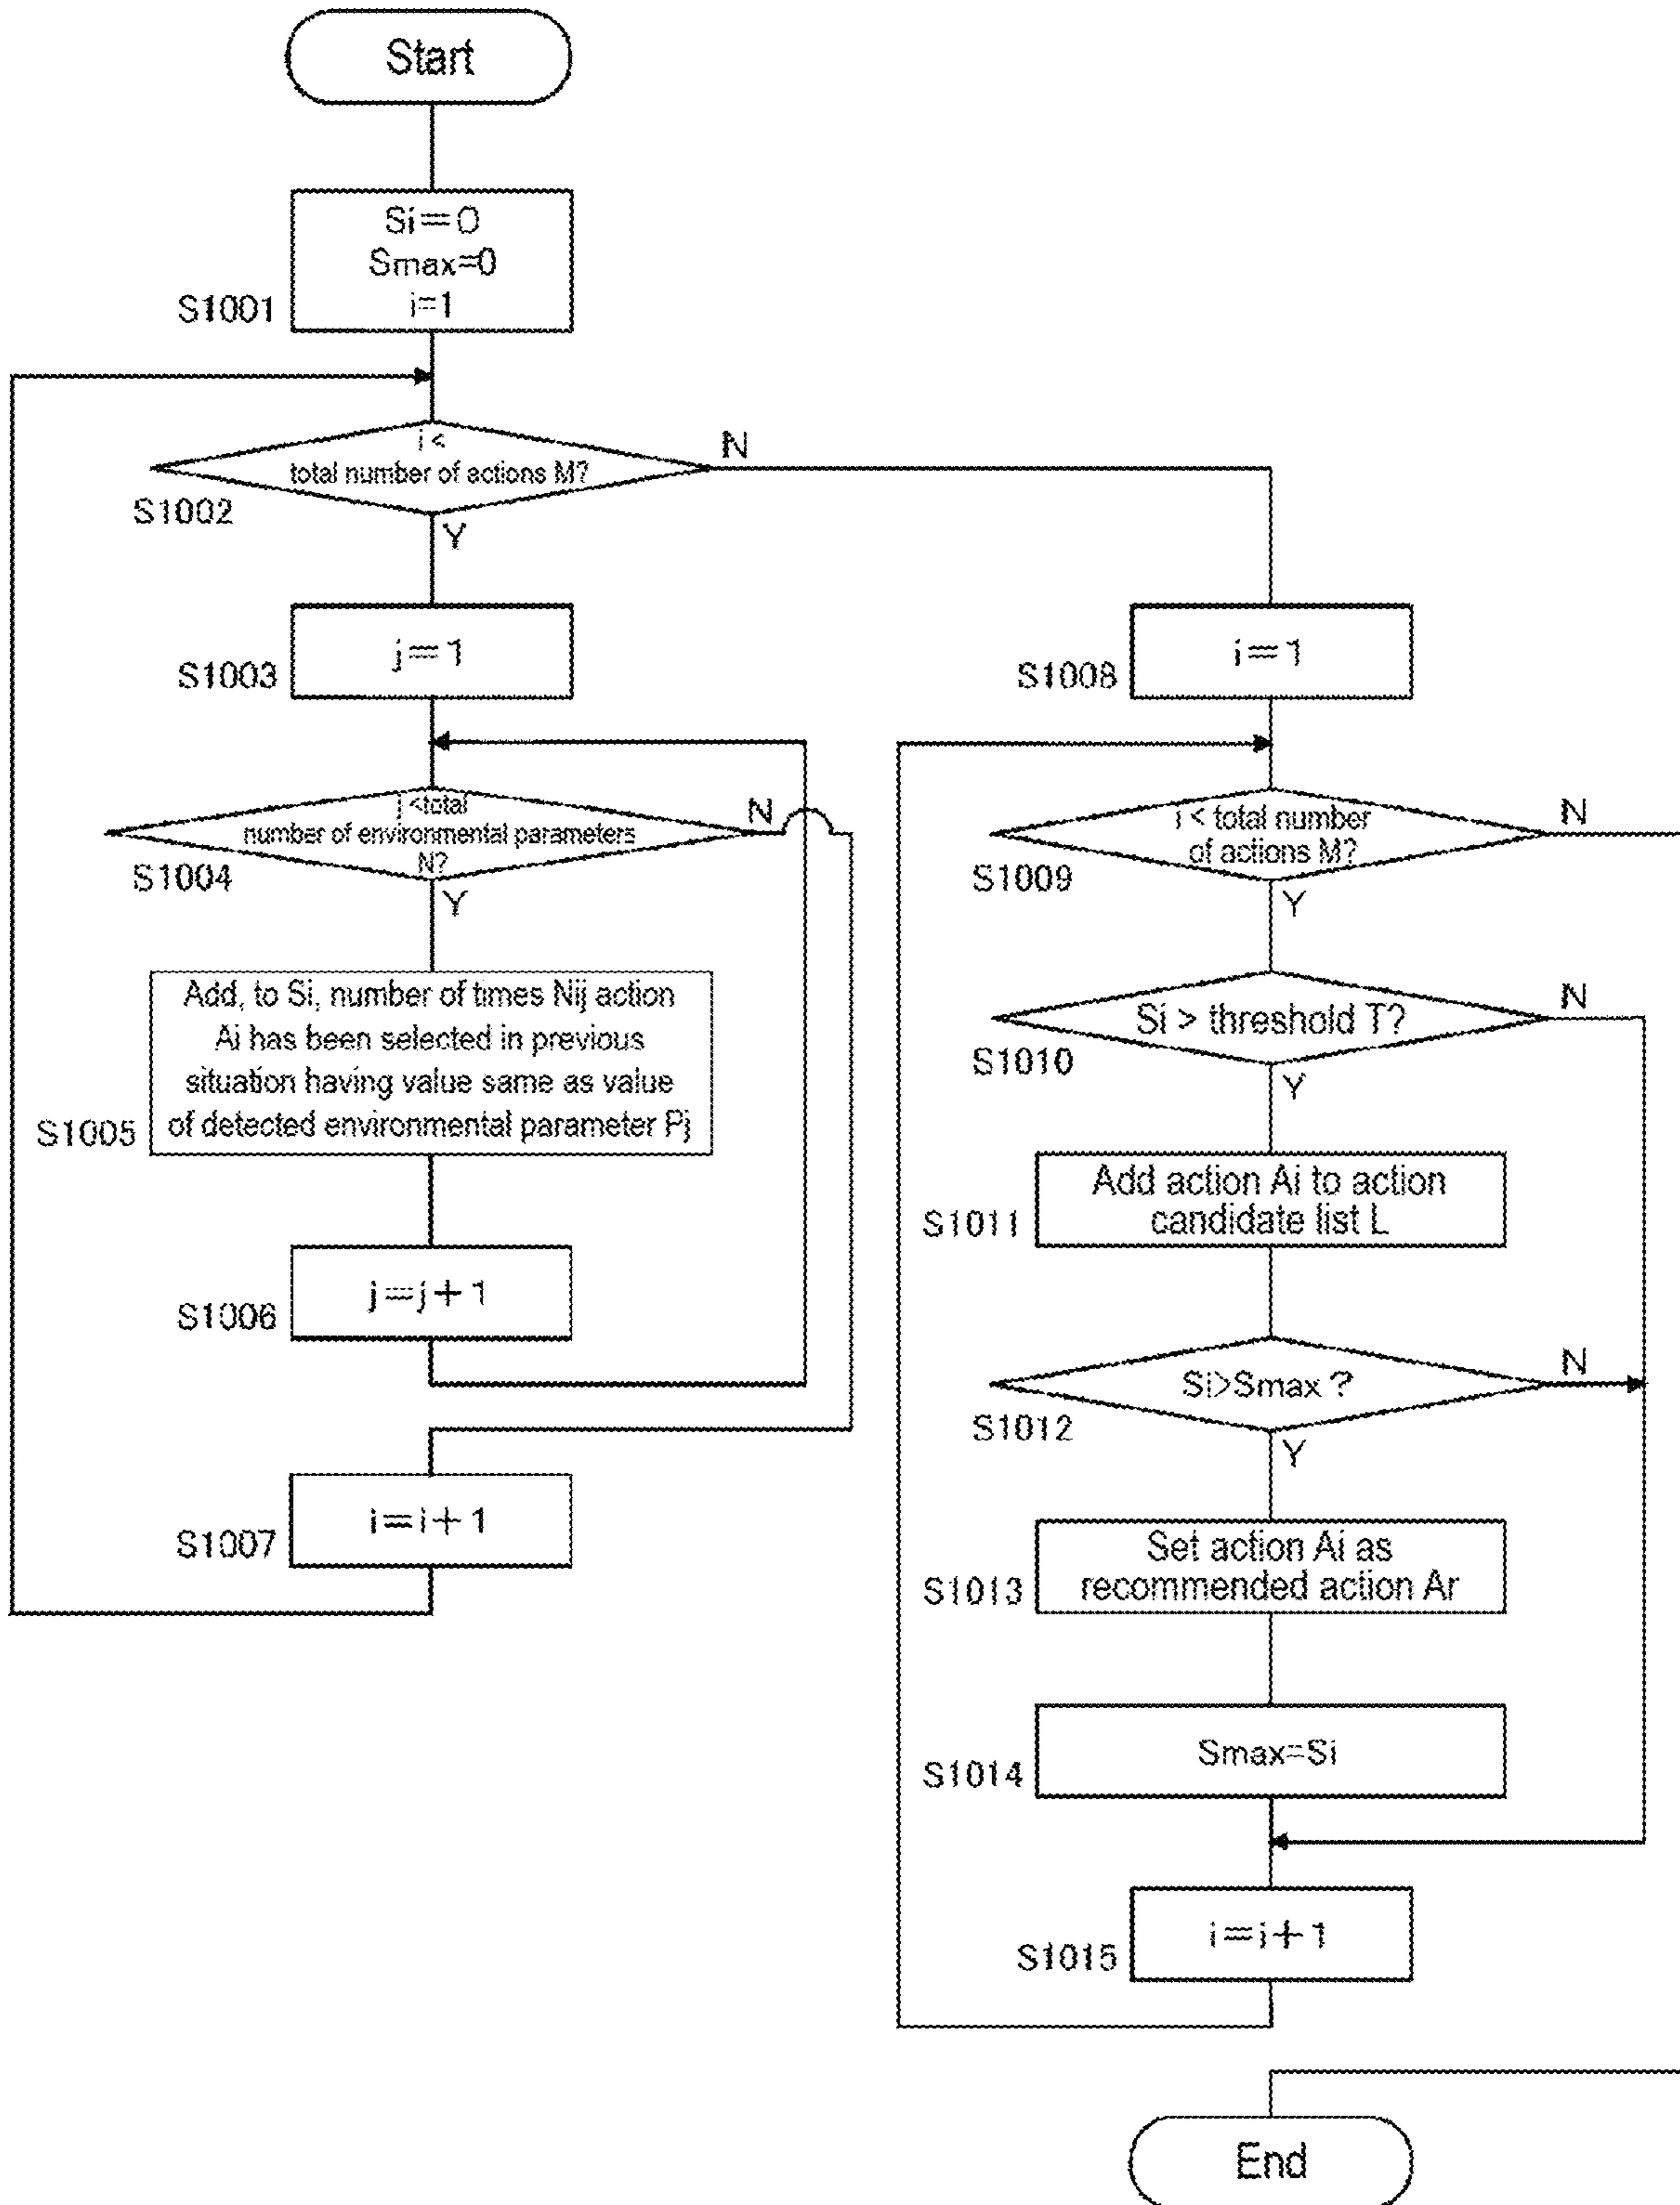 Start
Si=0
Smax=0
i=1
S1001
i <
total number of actions M?
N
S1002
Y
j=1
S1003
j <total
number of environmental parameters
N?
N
S1004
Y
Add, to Si, number of times Nij action
Ai has been selected in previous
situation having value same as value
of detected environmental parameter Pj
S1005
j=j+1
S1006
i=i+1
S1007
i=1
S1008
i < total number
of actions M?
N
S1009
Y
Si > threshold T?
N
S1010
Y
Add action Ai to action
candidate list L
S1011
Si>Smax ?
N
S1012
Y
Set action Ai as
recommended action Ar
S1013
Smax=Si
S1014
i=i+1
S1015
End